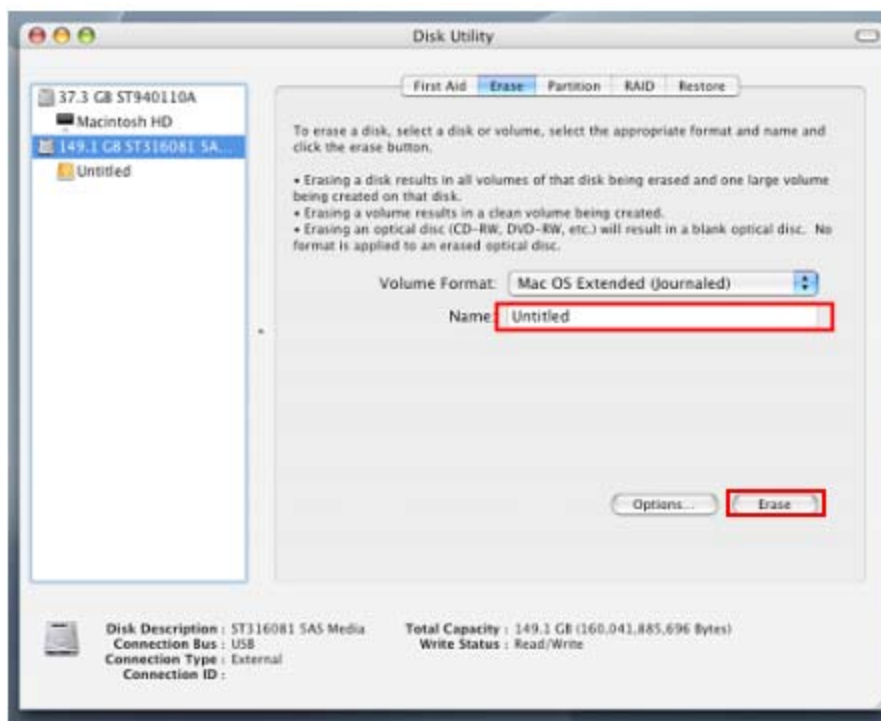 Disk Utility
37.3 GB ST940110A
Macintosh HD
149.1 GB ST316081 5A...
Untitled
First Aid
Erase
Partition
RAID
Restore
To erase a disk, select a disk or volume, select the appropriate format and name and
click the erase button.
• Erasing a disk results in all volumes of that disk being erased and one large volume
being created on that disk.
• Erasing a volume results in a clean volume being created.
• Erasing an optical disc (CD-RW, DVD-RW, etc.) will result in a blank optical disc. No
format is applied to an erased optical disc.
Volume Format: Mac OS Extended (Journaled)
Name: Untitled
Options...
Erase
Disk Description : ST316081 5AS Media
Connection Bus : USB
Connection Type : External
Connection ID :
Total Capacity : 149.1 GB (160,041,885,696 Bytes)
Write Status : Read/Write